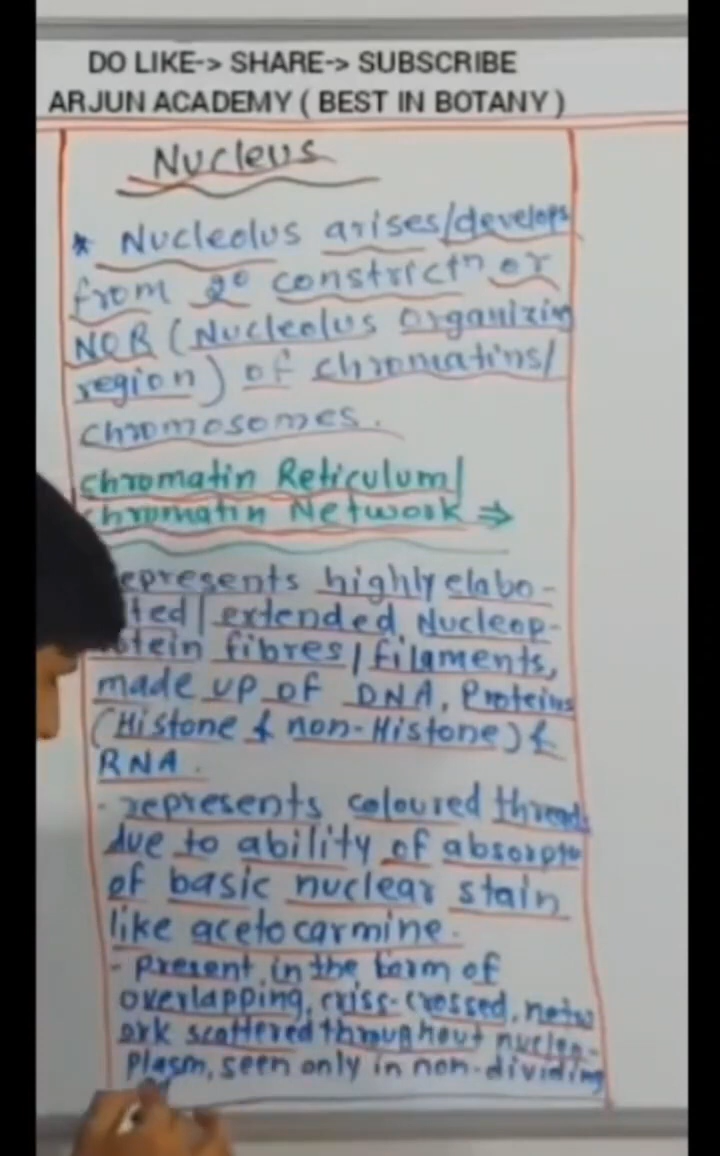 DO LIKE-> SHARE-> SUBSCRIBE
ARJUN ACADEMY ( BEST IN BOTANY )
Nucleus
* Nucleolus arises/develops
from 2° constrictn or
NOR (Nucleolus Organizing
region) of chromatins/
chromosomes.
Chromatin Reticulum/
chromatin Network ⇒
epresents highly elabo-
ted/extended Nucleop-
otein fibres/filaments,
made up of DNA, Proteins
(Histone & non-Histone) &
RNA.
- represents coloured threads
due to ability of absorptn
of basic nuclear stain
like acetocarmine.
- Present in the form of
overlapping, criss-crossed, netw
ork scattered throughout nucleo-
plasm, seen only in non-dividing